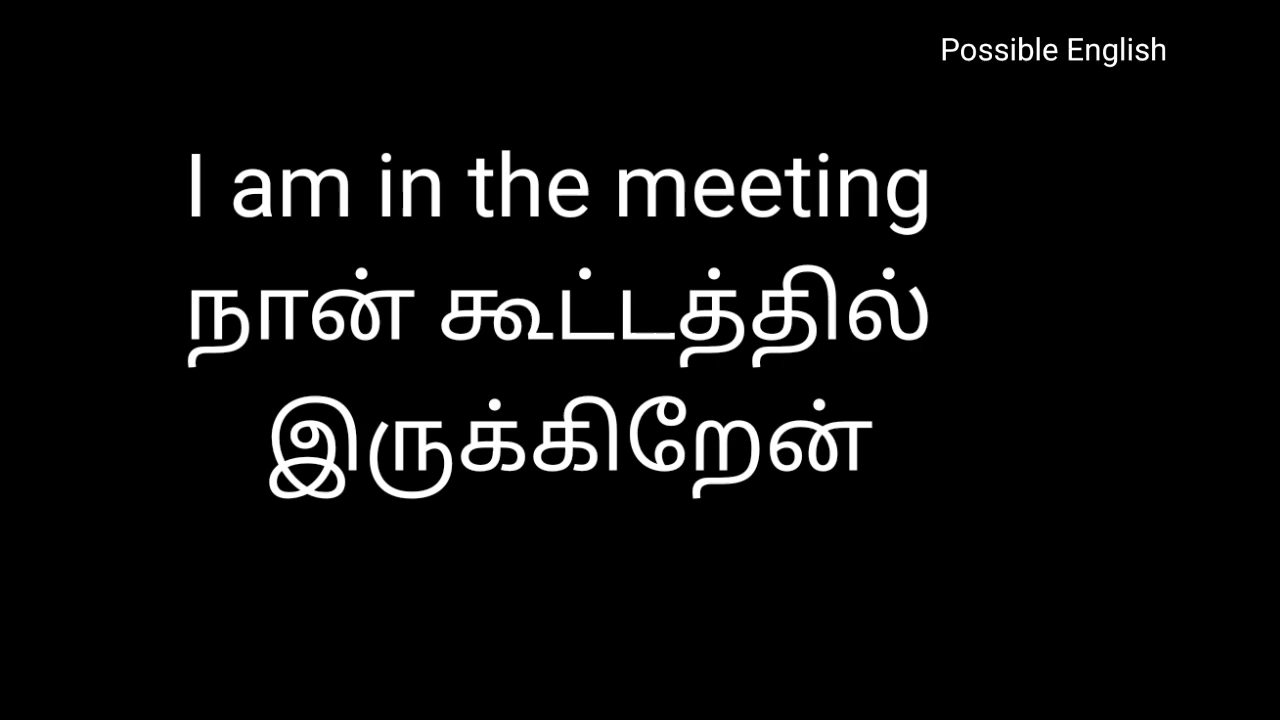 Possible English
I am in the meeting
நான் கூட்டத்தில்
இருக்கிறேன்